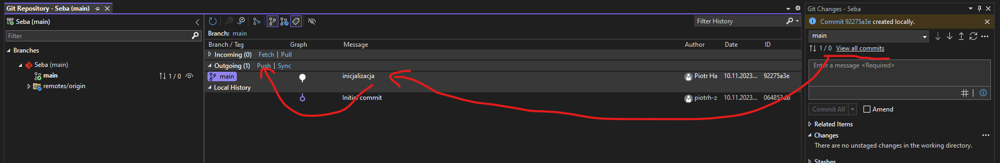 Git Repository - Seba (main)
Seba (main)
Filter
Branches
Seba (main)
main 1 / 0
remotes/origin
Filter History
Branch: main
Branch / Tag Graph Message Author Date ID
Incoming (0) Fetch | Pull
Outgoing (1) Push | Sync
main inicjalizacja Piotr Ha 10.11.2023... 92275a3e
Local History
Initial commit piotrh-z 10.11.2023... 064853db
Git Changes - Seba
Commit 92275a3e created locally.
main
1 / 0 View all commits
Enter a message <Required>
Commit All Amend
Related Items
Changes
There are no unstaged changes in the working directory.
Stashes